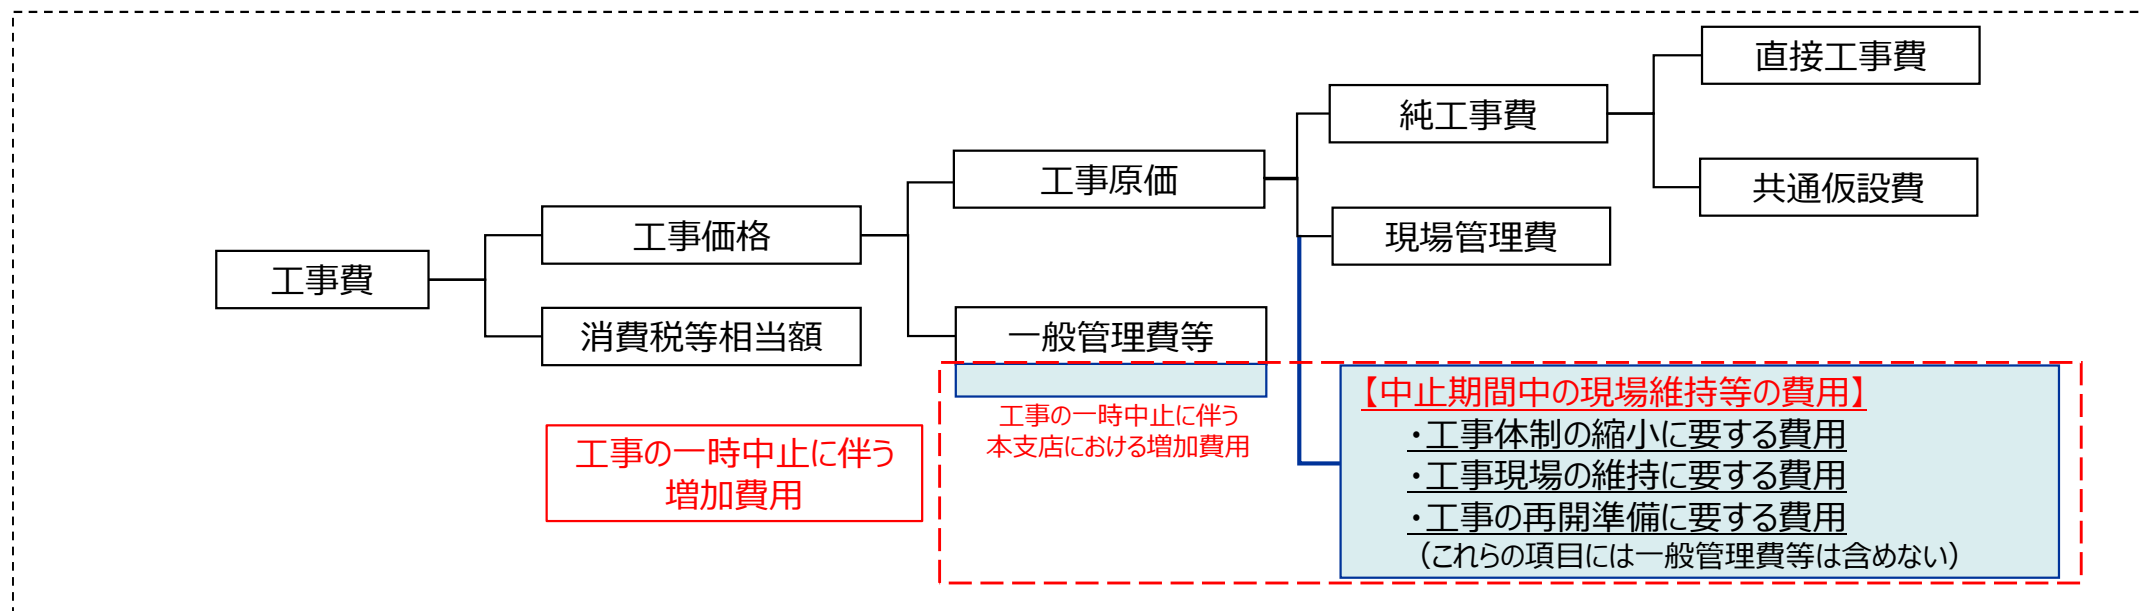 直接工事費
純工事費
工事原価
共通仮設費
工事価格
現場管理費
工事費
消費税等相当額
一般管理費等
工事の一時中止に伴う
本支店における増加費用
工事の一時中止に伴う
増加費用
【中止期間中の現場維持等の費用】
・工事体制の縮小に要する費用
・工事現場の維持に要する費用
・工事の再開準備に要する費用
（これらの項目には一般管理費等は含めない）